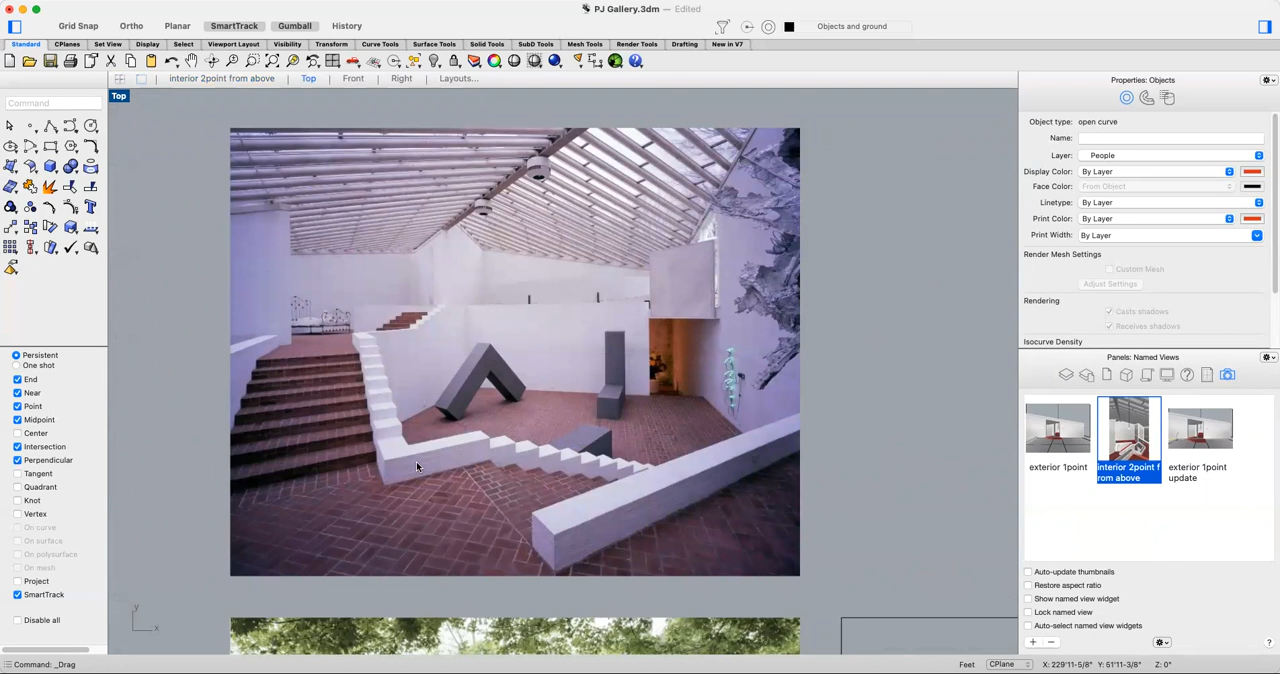 PJ Gallery.3dm — Edited
Grid Snap Ortho Planar SmartTrack Gumball History Objects and ground
Standard CPlanes Set View Display Select Viewport Layout Visibility Transform Curve Tools Surface Tools Solid Tools SubD Tools Mesh Tools Render Tools Drafting New in V7
interior 2point from above Top Front Right Layouts...
Top
Command
Persistent
One shot
End
Near
Point
Midpoint
Center
Intersection
Perpendicular
Tangent
Quadrant
Knot
Vertex
On curve
On surface
On polysurface
On mesh
Project
SmartTrack
Disable all
y
x
Properties: Objects
Object type: open curve
Name:
Layer: People
Display Color: By Layer
Face Color: From Object
Linetype: By Layer
Print Color: By Layer
Print Width: By Layer
Render Mesh Settings
Custom Mesh
Adjust Settings
Rendering
Casts shadows
Receives shadows
Isocurve Density
Panels: Named Views
exterior 1point
interior 2point f
rom above
exterior 1point
update
Auto-update thumbnails
Restore aspect ratio
Show named view widget
Lock named view
Auto-select named view widgets
Command: _Drag
Feet CPlane X: 229'11-5/8" Y: 51'11-3/8" Z: 0"